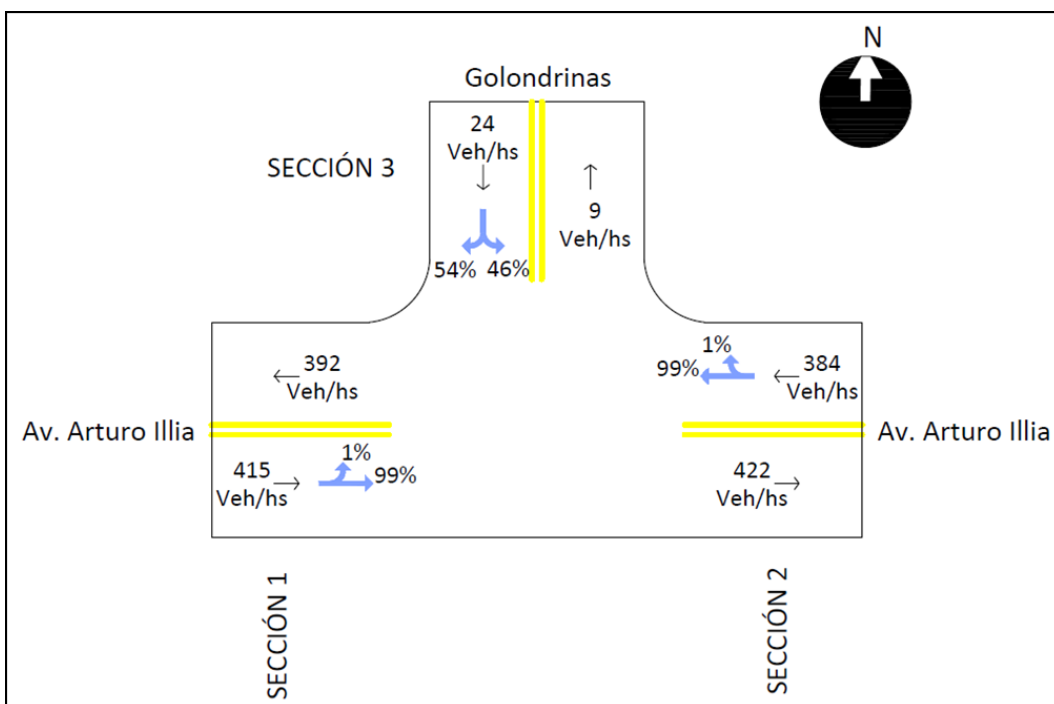 N
Golondrinas
24
Veh/hs
SECCIÓN 3
9
Veh/hs
54% 46%
392
Veh/hs
1%
99%
384
Veh/hs
Av. Arturo Illia
Av. Arturo Illia
415
Veh/hs
1%
99%
422
Veh/hs
SECCIÓN 1
SECCIÓN 2